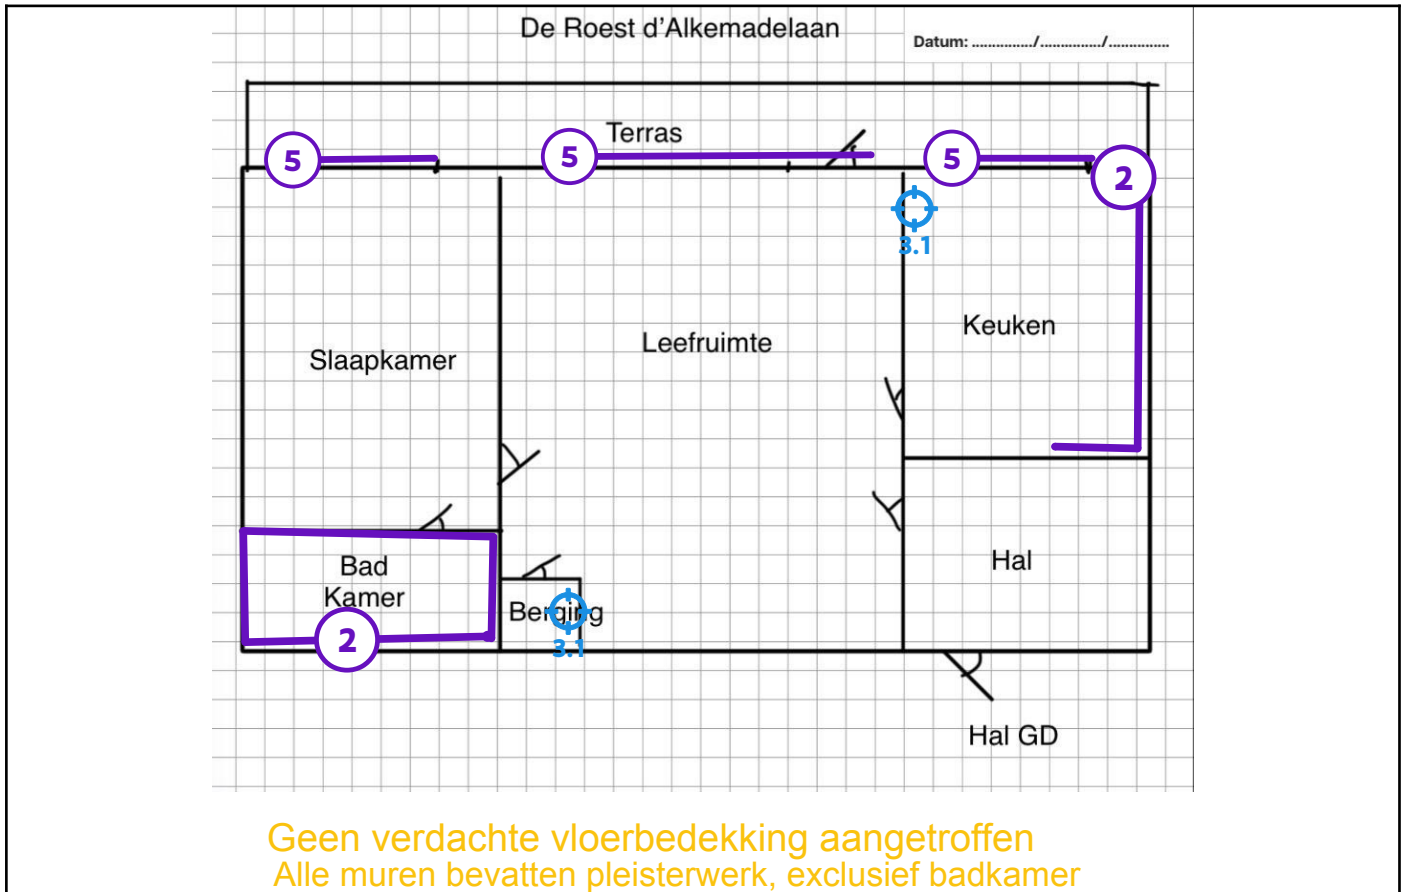 De Roest d'Alkemadelaan
Datum: .............../.............../...............
Terras
5
5
5
2
3.1
Keuken
Leefruimte
Slaapkamer
Hal
Bad
Kamer
Berging
2
3.1
Hal GD
Geen verdachte vloerbedekking aangetroffen
Alle muren bevatten pleisterwerk, exclusief badkamer